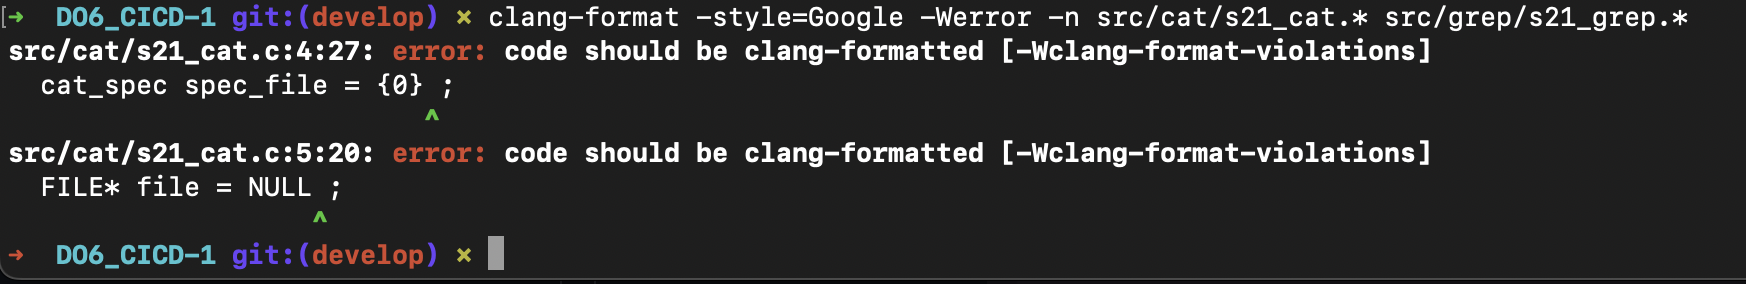 [➜  DO6_CICD-1 git:(develop) × clang-format -style=Google -Werror -n src/cat/s21_cat.* src/grep/s21_grep.*
src/cat/s21_cat.c:4:27: error: code should be clang-formatted [-Wclang-format-violations]
  cat_spec spec_file = {0} ;
                          ^
src/cat/s21_cat.c:5:20: error: code should be clang-formatted [-Wclang-format-violations]
  FILE* file = NULL ;
                   ^
➜  DO6_CICD-1 git:(develop) ×